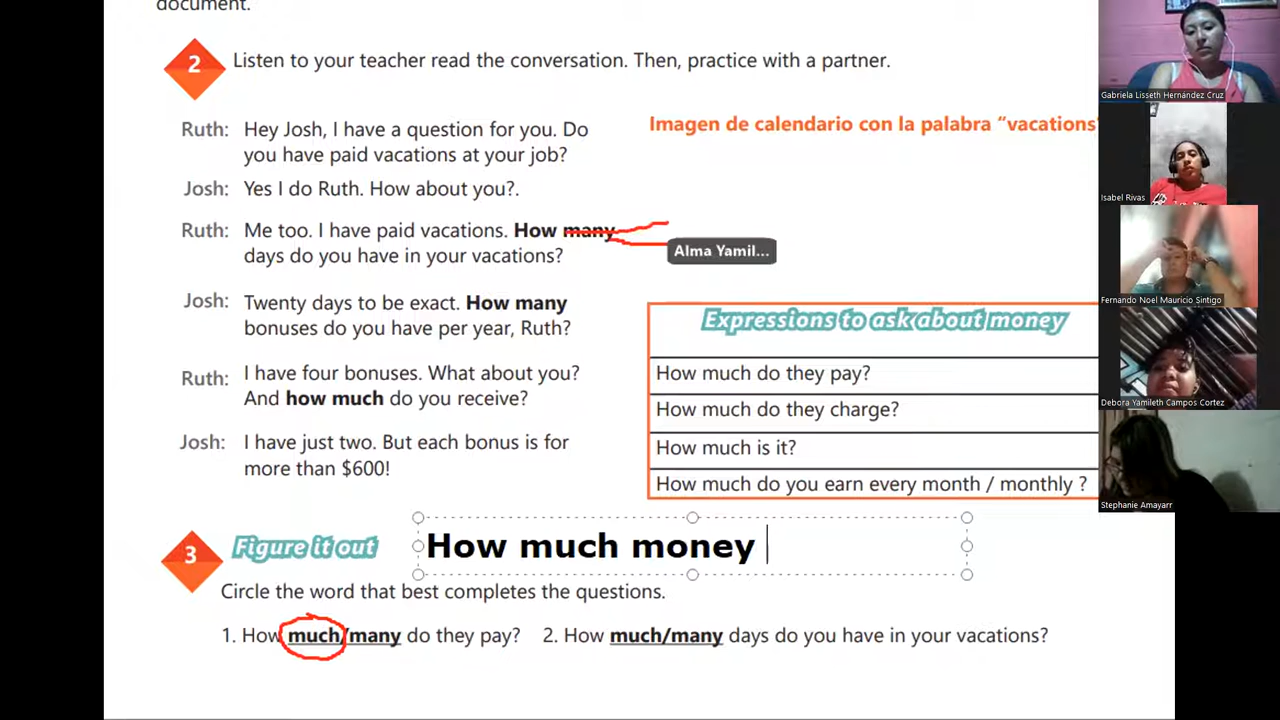 document.
2
Listen to your teacher read the conversation. Then, practice with a partner.
Ruth: Hey Josh, I have a question for you. Do
you have paid vacations at your job?
Josh: Yes I do Ruth. How about you?.
Ruth: Me too. I have paid vacations. How many
days do you have in your vacations?
Josh: Twenty days to be exact. How many
bonuses do you have per year, Ruth?
Ruth: I have four bonuses. What about you?
And how much do you receive?
Josh: I have just two. But each bonus is for
more than $600!
Imagen de calendario con la palabra “vacations”
Alma Yamil...
Expressions to ask about money
How much do they pay?
How much do they charge?
How much is it?
How much do you earn every month / monthly ?
3
Figure it out
How much money
Circle the word that best completes the questions.
1. How much/many do they pay? 2. How much/many days do you have in your vacations?
Gabriela Lisseth Hernández Cruz
Isabel Rivas
Fernando Noel Mauricio Sintigo
Debora Yamileth Campos Cortez
Stephanie Amayarr